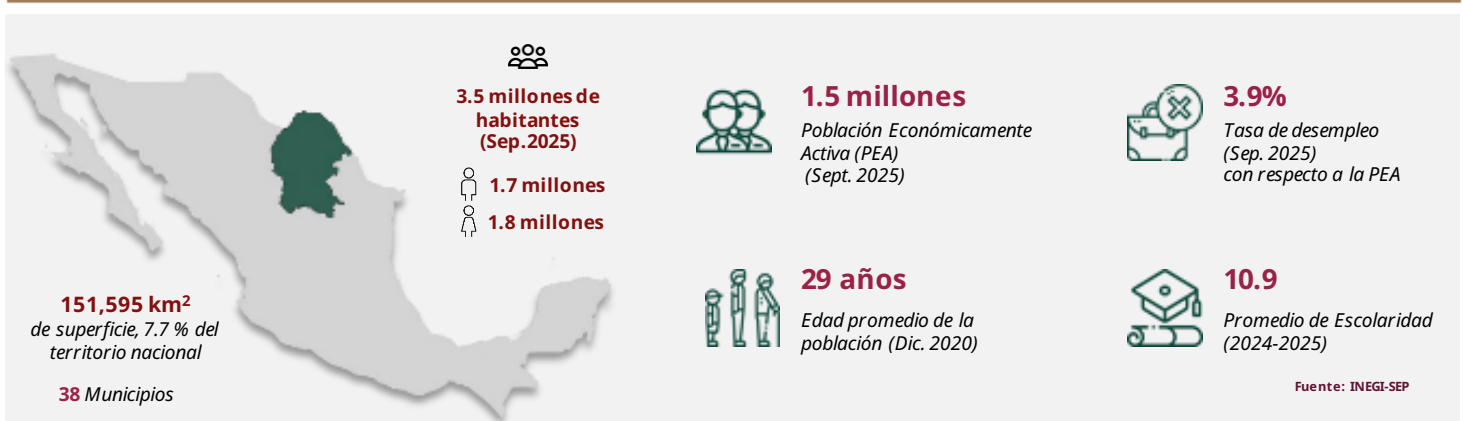 3.5 millones de
habitantes
(Sep.2025)
1.7 millones
1.8 millones
151,595 km²
de superficie, 7.7 % del
territorio nacional
38 Municipios
1.5 millones
Población Económicamente
Activa (PEA)
(Sept. 2025)
3.9%
Tasa de desempleo
(Sep. 2025)
con respecto a la PEA
29 años
Edad promedio de la
población (Dic. 2020)
10.9
Promedio de Escolaridad
(2024-2025)
Fuente: INEGI-SEP